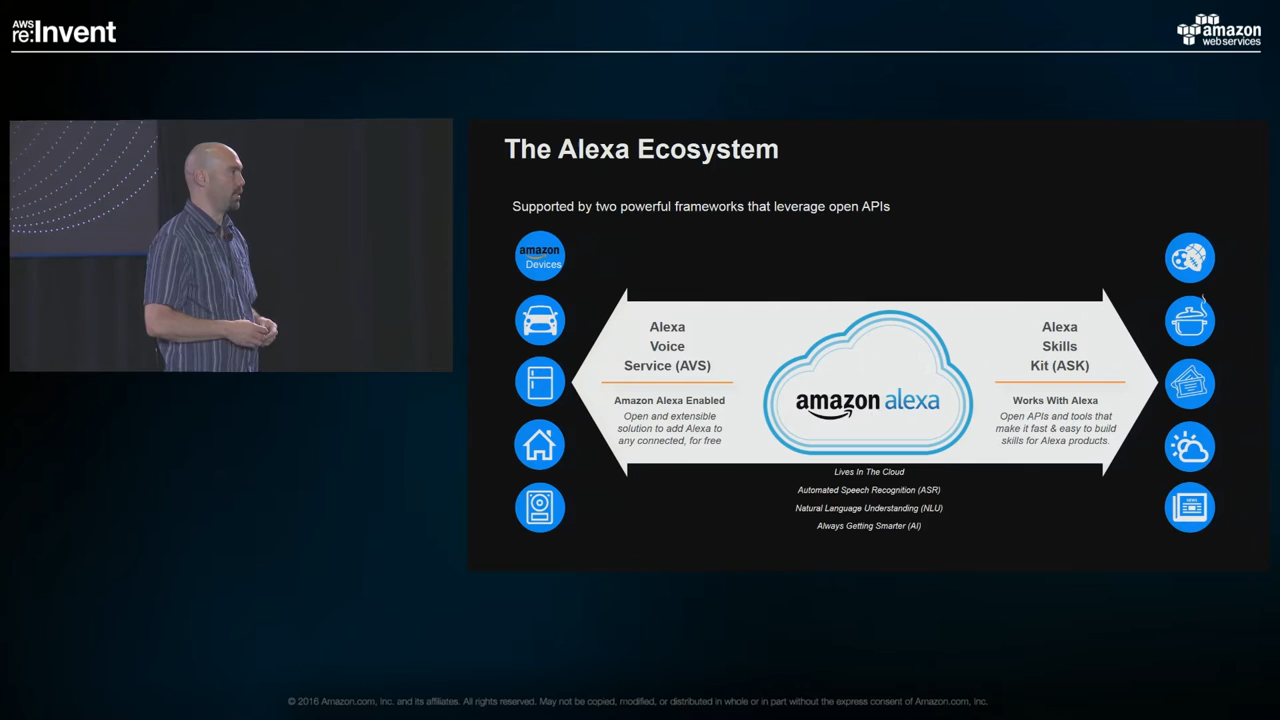 AWS
re:Invent
amazon
web services
The Alexa Ecosystem
Supported by two powerful frameworks that leverage open APIs
amazon
Devices
Alexa
Voice
Service (AVS)
Amazon Alexa Enabled
Open and extensible
solution to add Alexa to
any connected, for free
amazon alexa
Lives In The Cloud
Automated Speech Recognition (ASR)
Natural Language Understanding (NLU)
Always Getting Smarter (AI)
Alexa
Skills
Kit (ASK)
Works With Alexa
Open APIs and tools that
make it fast & easy to build
skills for Alexa products.
NEWS
© 2016 Amazon.com, Inc. and its affiliates. All rights reserved. May not be copied, modified, or distributed in whole or in part without the express consent of Amazon.com, Inc.